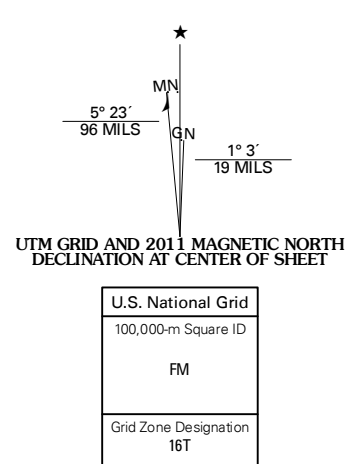 ★
MN
5° 23´
96 MILS
GN
1° 3´
19 MILS
UTM GRID AND 2011 MAGNETIC NORTH
DECLINATION AT CENTER OF SHEET
U.S. National Grid
100,000-m Square ID
FM
Grid Zone Designation
16T